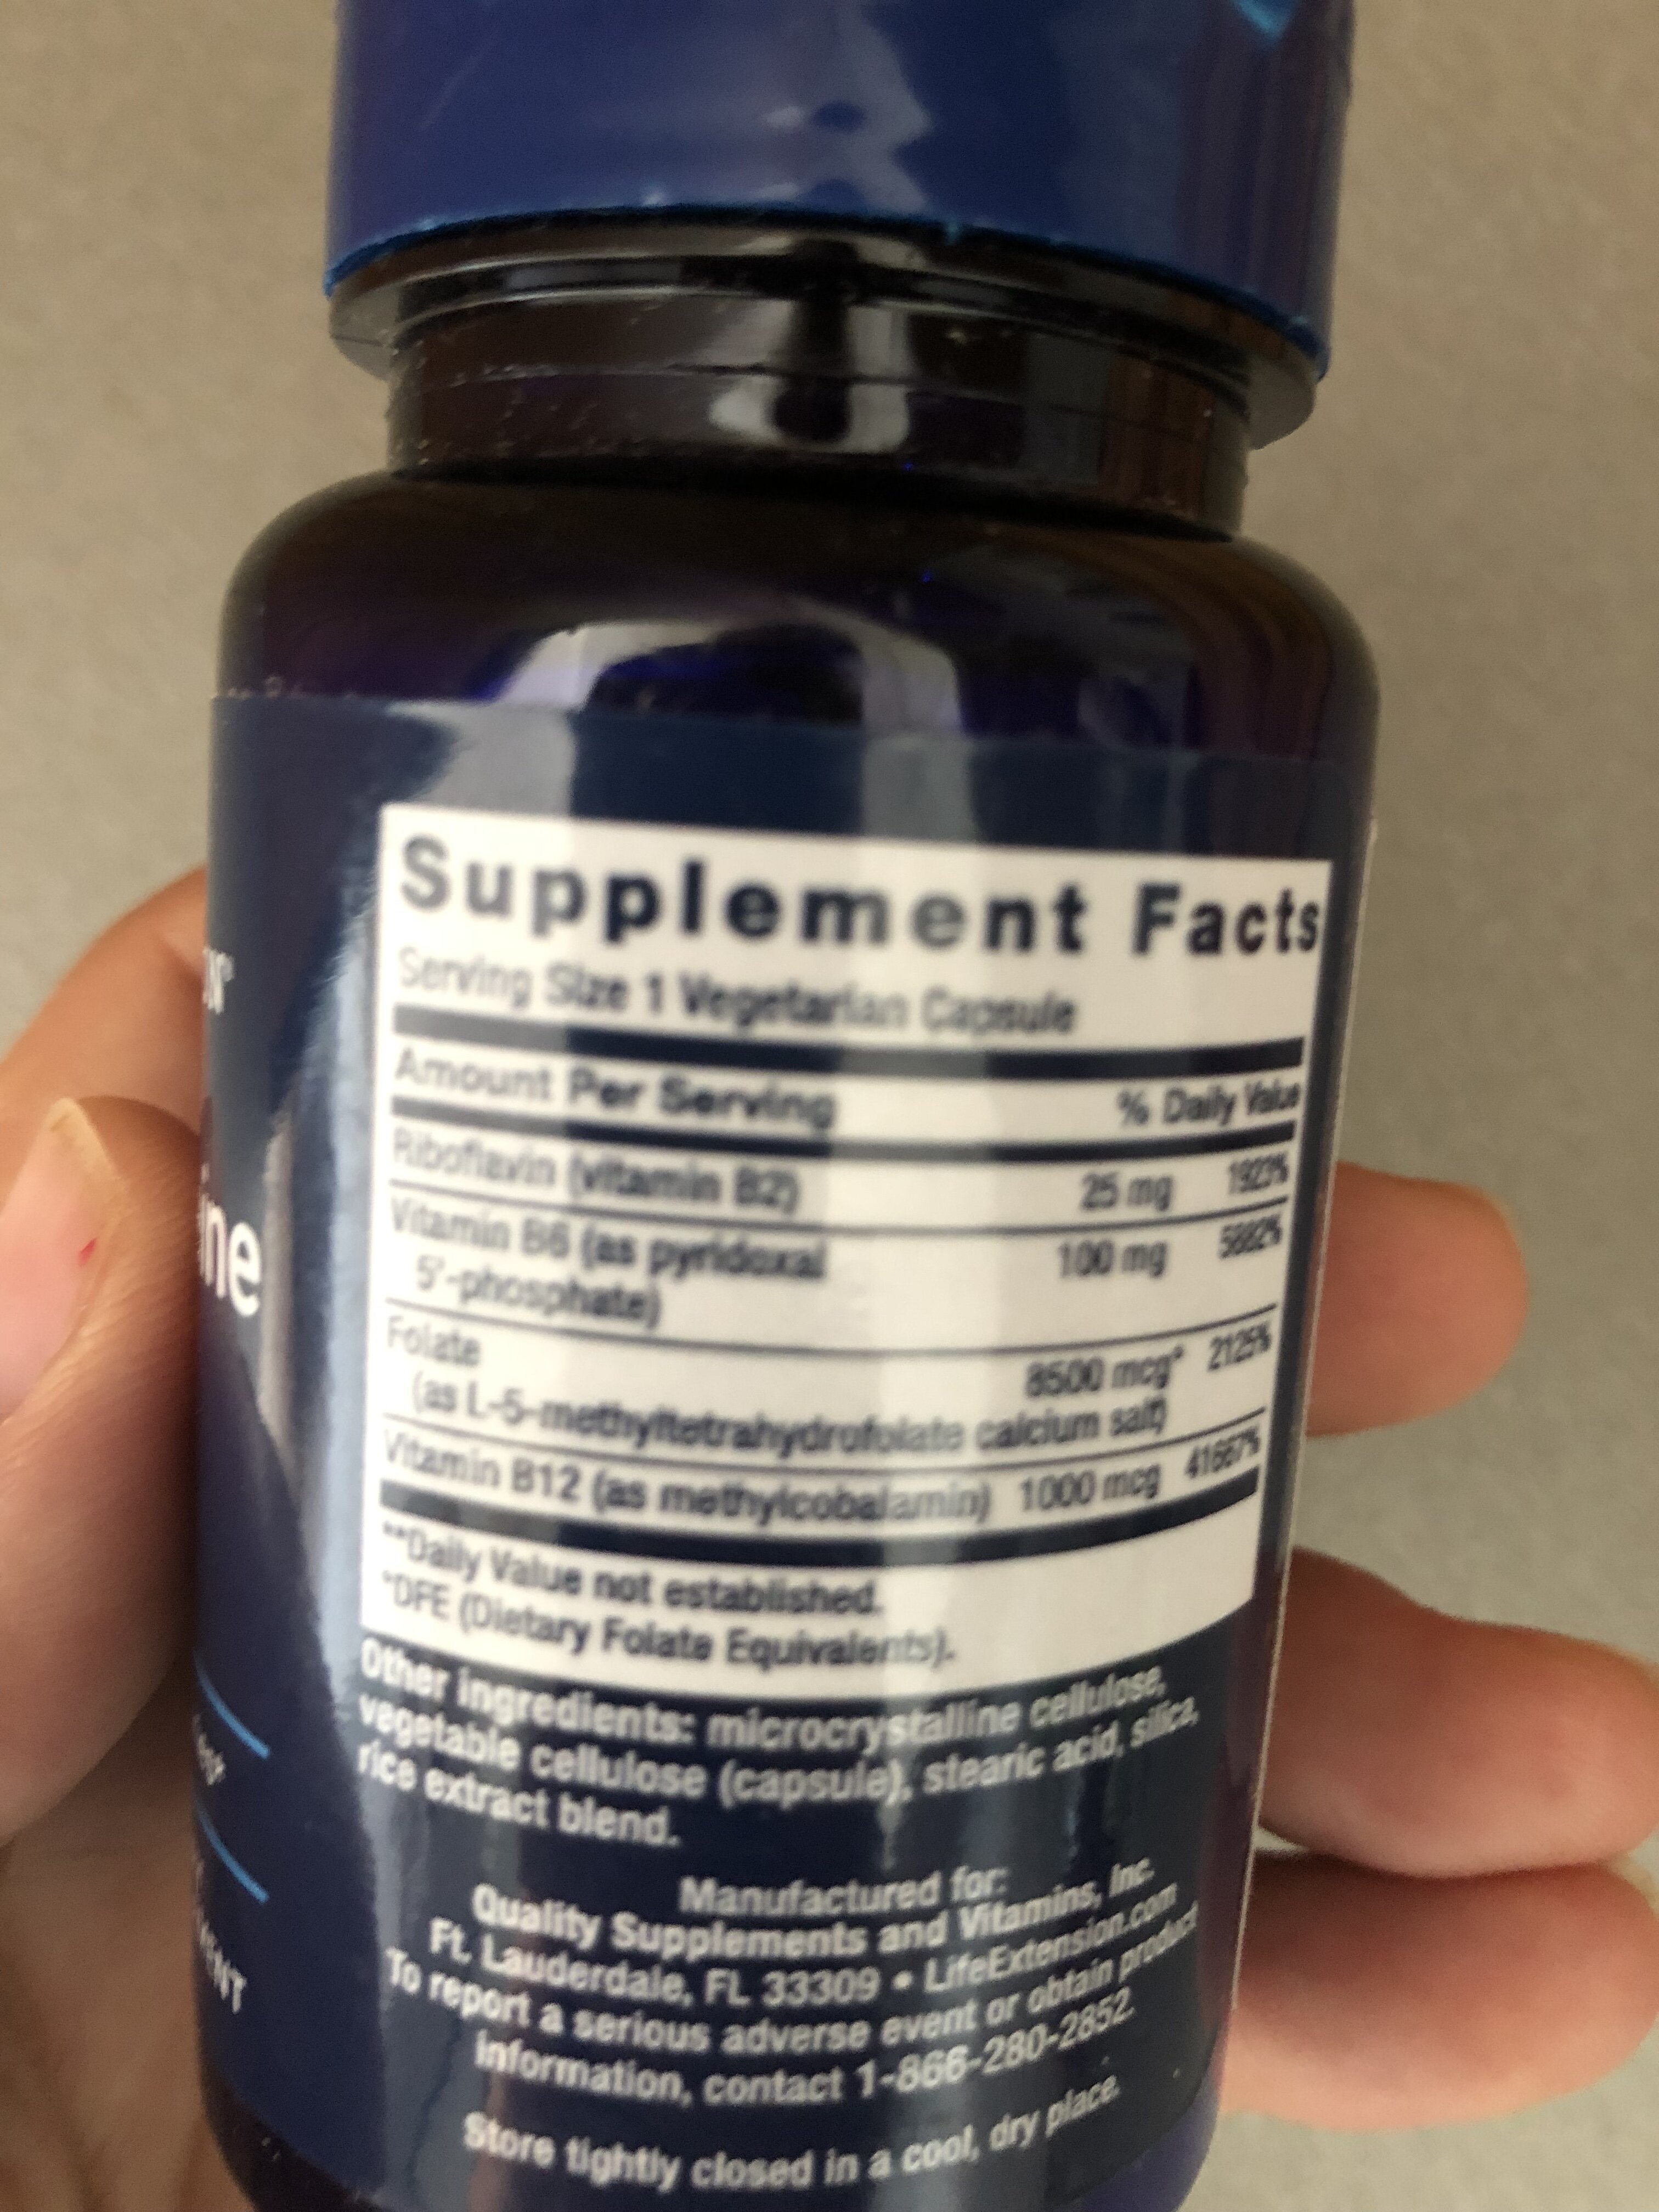 Supplement Facts
Serving Size 1 Vegetarian Capsule
Amount Per Serving % Daily Value
Riboflavin (vitamin B2) 25 mg 1923%
Vitamin B6 (as pyridoxal 100 mg 5882%
5'-phosphate)
Folate 8500 mcg* 2125%
(as L-5-methyltetrahydrofolate calcium salt)
Vitamin B12 (as methylcobalamin) 1000 mcg 41667%
**Daily Value not established.
*DFE (Dietary Folate Equivalents).
Other ingredients: microcrystalline cellulose,
vegetable cellulose (capsule), stearic acid, silica,
rice extract blend.
Manufactured for:
Quality Supplements and Vitamins, Inc.
Ft. Lauderdale, FL 33309 • LifeExtension.com
To report a serious adverse event or obtain product
information, contact 1-866-280-2852.
Store tightly closed in a cool, dry place.